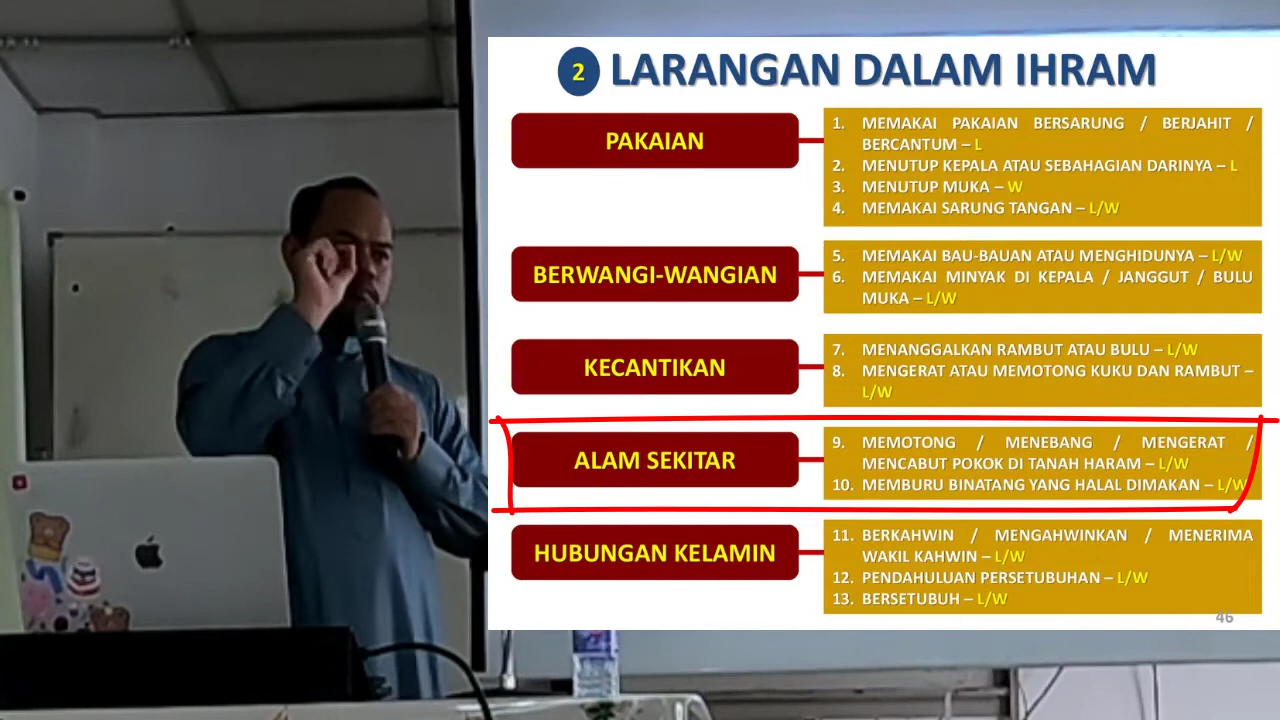 2 LARANGAN DALAM IHRAM
PAKAIAN
1. MEMAKAI PAKAIAN BERSARUNG / BERJAHIT /
BERCANTUM – L
2. MENUTUP KEPALA ATAU SEBAHAGIAN DARINYA – L
3. MENUTUP MUKA – W
4. MEMAKAI SARUNG TANGAN – L/W
BERWANGI-WANGIAN
5. MEMAKAI BAU-BAUAN ATAU MENGHIDUNYA – L/W
6. MEMAKAI MINYAK DI KEPALA / JANGGUT / BULU
MUKA – L/W
KECANTIKAN
7. MENANGGALKAN RAMBUT ATAU BULU – L/W
8. MENGERAT ATAU MEMOTONG KUKU DAN RAMBUT –
L/W
ALAM SEKITAR
9. MEMOTONG / MENEBANG / MENGERAT /
MENCABUT POKOK DI TANAH HARAM – L/W
10. MEMBURU BINATANG YANG HALAL DIMAKAN – L/W
HUBUNGAN KELAMIN
11. BERKAHWIN / MENGAHWINKAN / MENERIMA
WAKIL KAHWIN – L/W
12. PENDAHULUAN PERSETUBUHAN – L/W
13. BERSETUBUH – L/W
46